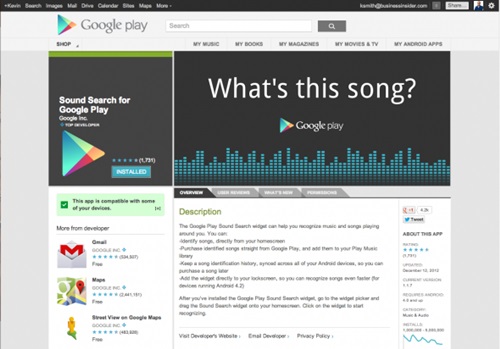 +Kevin Search Images Mail Drive Calendar Sites Maps More
ksmith@businessinsider.com
Share...
Google play
Search
SHOP
MY MUSIC MY BOOKS MY MAGAZINES MY MOVIES & TV MY ANDROID APPS
Sound Search for
Google Play
Google Inc.
TOP DEVELOPER
(1,731)
INSTALLED
What's this song?
Google play
This app is compatible with some
of your devices.
More from developer
Gmail
GOOGLE INC.
Free
Maps
GOOGLE INC.
Free
Street View on Google Maps
GOOGLE INC.
Free
OVERVIEW USER REVIEWS WHAT'S NEW PERMISSIONS
Description
The Google Play Sound Search widget can help you recognize music and songs playing
around you. You can:
-Identify songs, directly from your homescreen
-Purchase identified songs straight from Google Play, and add them to your Play Music
library
-Keep a song identification history, synced across all of your Android devices, so you can
purchase a song later
-Add the widget directly to your lockscreen, so you can recognize songs even faster (for
devices running Android 4.2)
After you've installed the Google Play Sound Search widget, go to the widget picker and
drag the Sound Search widget onto your homescreen. Click on the widget to start
recognizing.
Visit Developer's Website › Email Developer › Privacy Policy ›
+1 4.2k
Tweet
ABOUT THIS APP
RATING:
(1,731)
UPDATED:
December 12, 2012
CURRENT VERSION:
1.1.7
REQUIRES ANDROID:
4.0 and up
CATEGORY:
Music & Audio
INSTALLS: